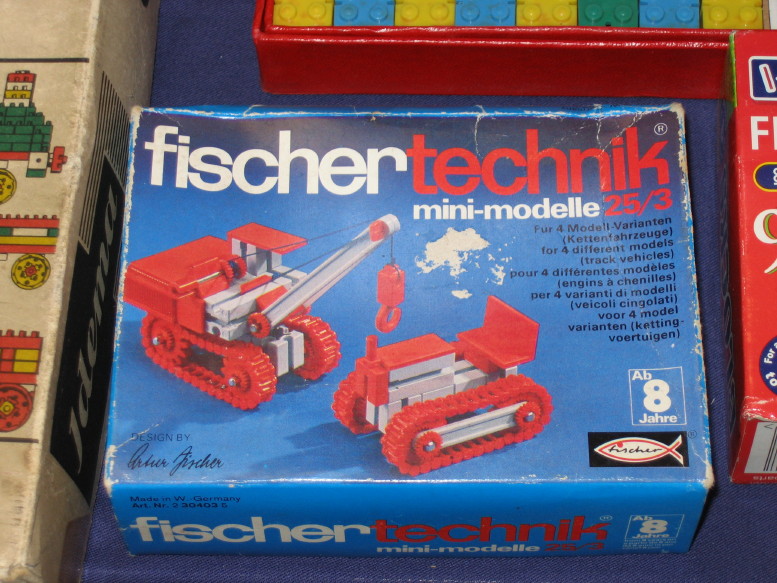 fischertechnik®
mini-modelle 25/3
Für 4 Modell-Varianten
(Kettenfahrzeuge)
for 4 different models
(track vehicles)
pour 4 différentes modèles
(engins à chenilles)
per 4 varianti di modelli
(veicoli cingolati)
voor 4 model
varianten (ketting-
voertuigen)
Ab
8
Jahre
fischer®
DESIGN BY
Artur Fischer
Made in W.-Germany
Art. Nr. 2 30403 5
fischertechnik®
mini-modelle 25/3
Ab
8
Jahre
Idema